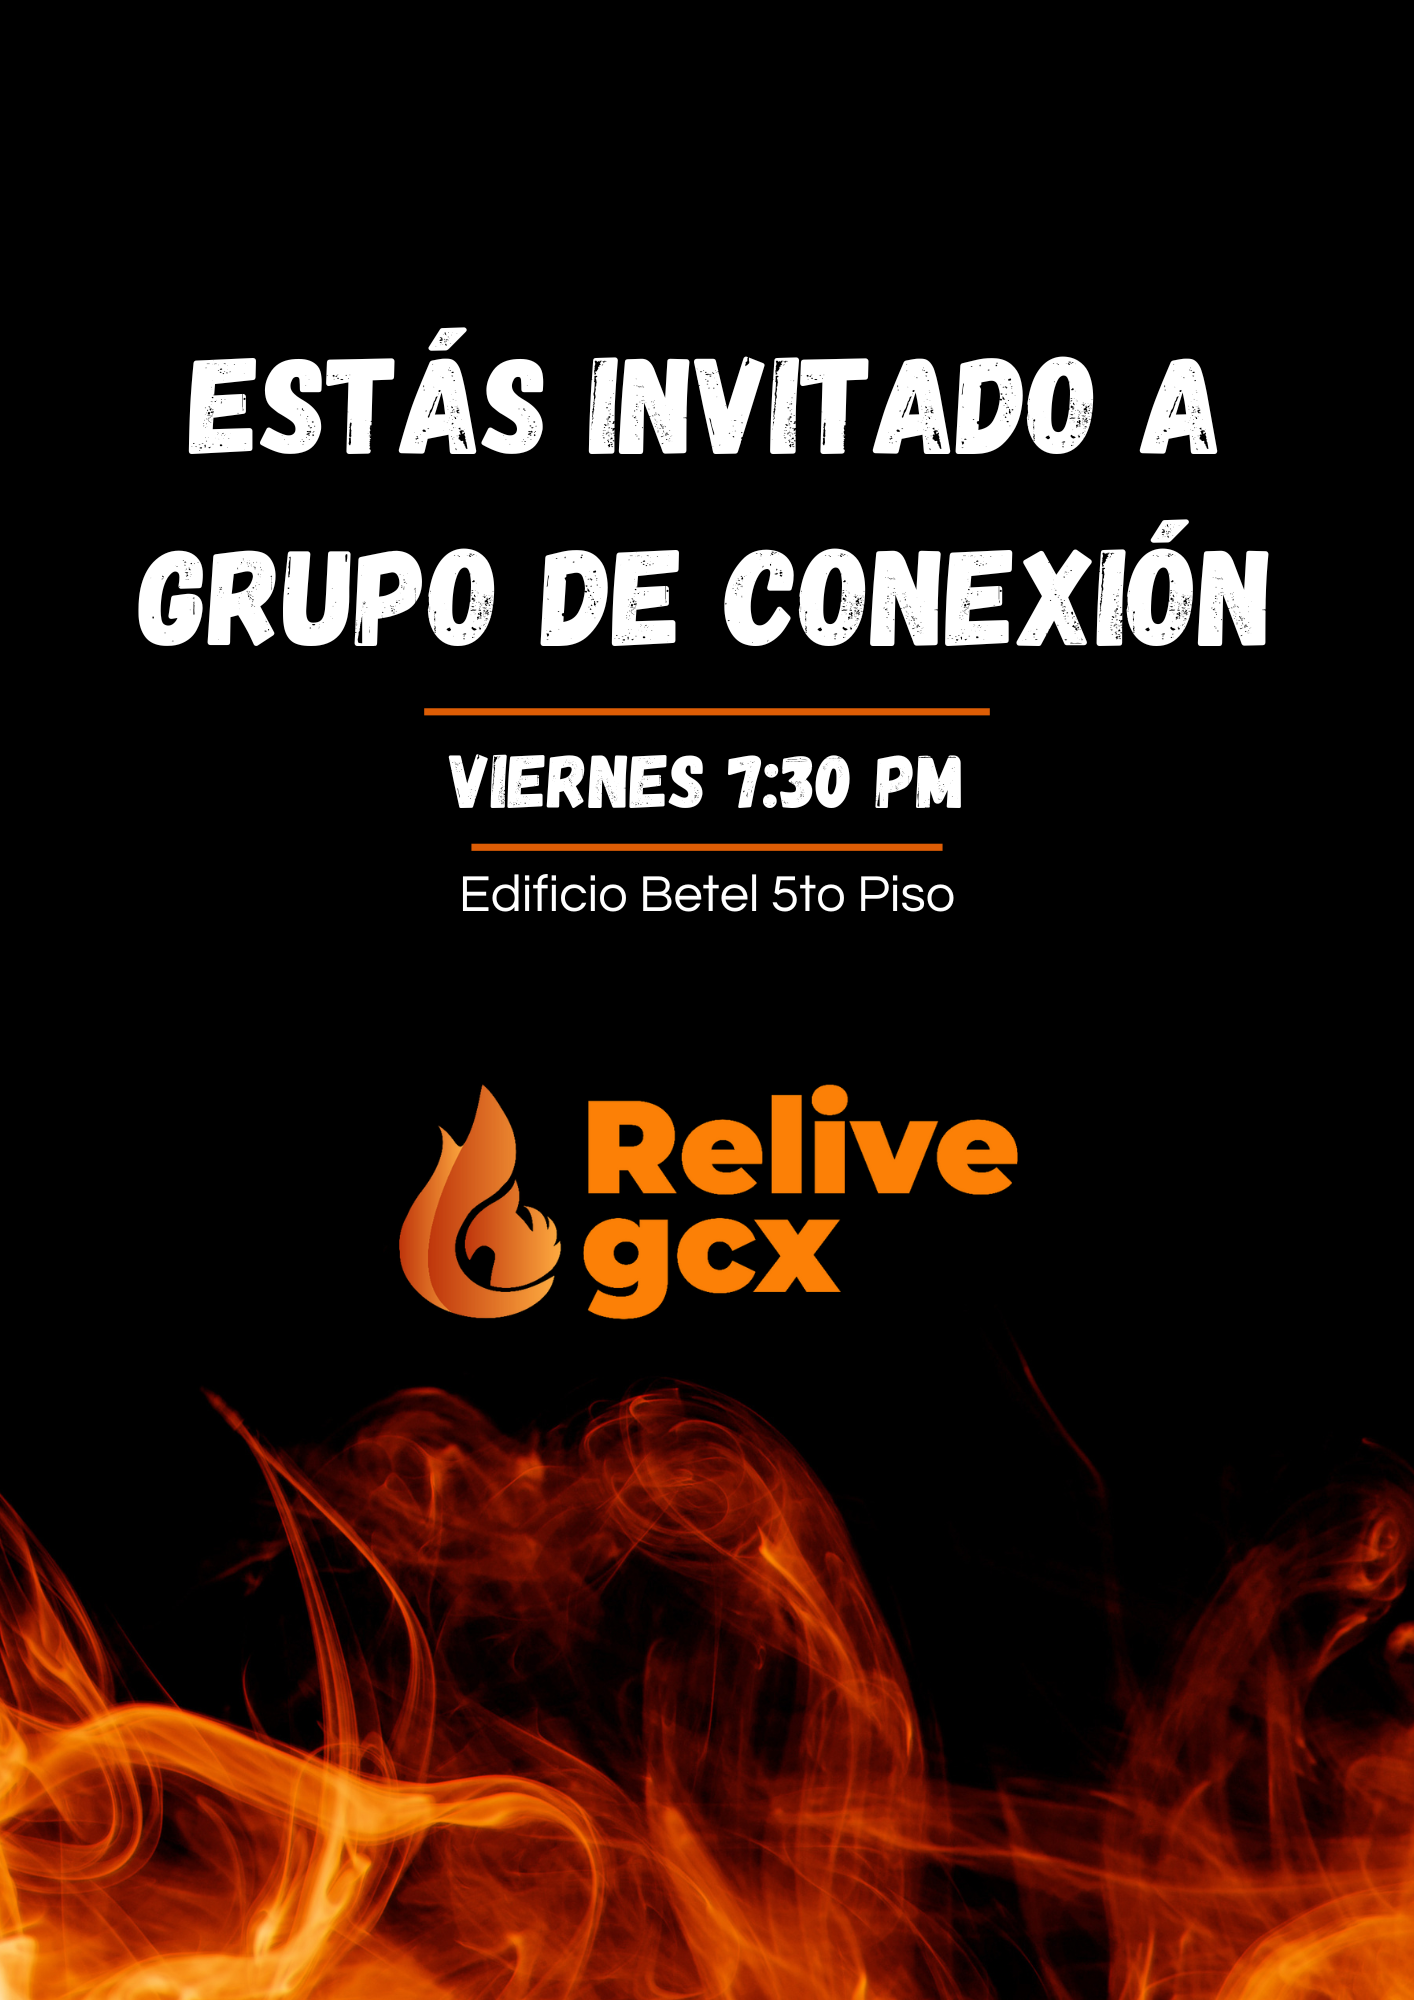 ESTÁS INVITADO A
GRUPO DE CONEXIÓN
VIERNES 7:30 PM
Edificio Betel 5to Piso
Relive
gcx